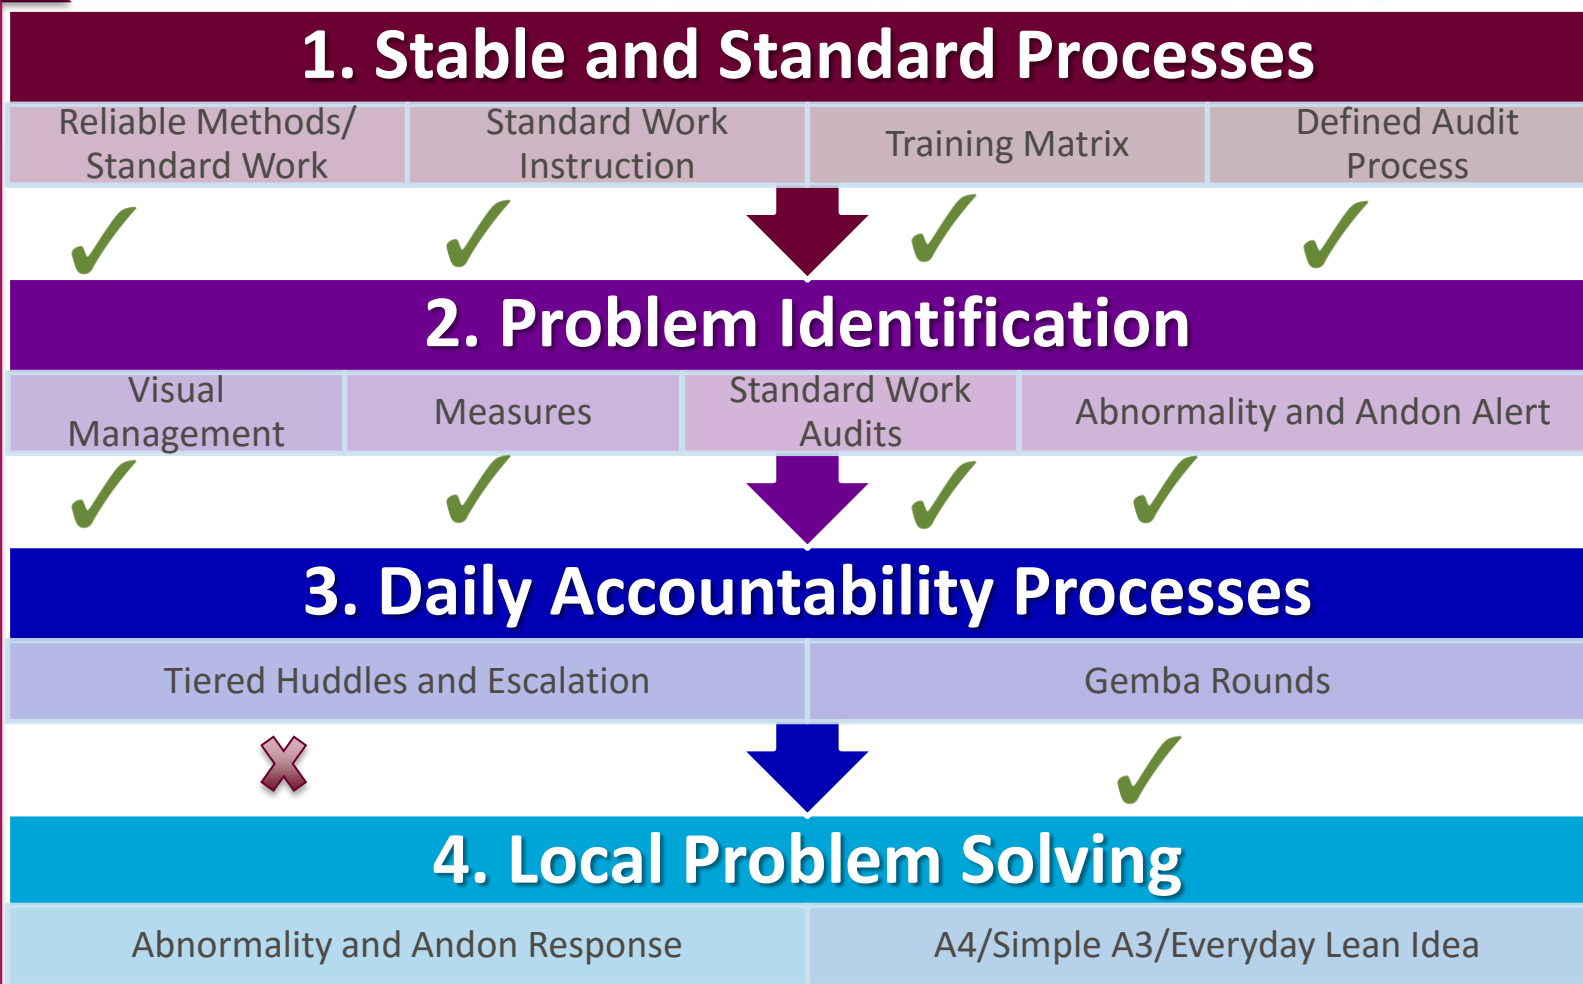 1. Stable and Standard Processes
Reliable Methods/
Standard Work
Standard Work
Instruction
Training Matrix
Defined Audit
Process
2. Problem Identification
Visual
Management
Measures
Standard Work
Audits
Abnormality and Andon Alert
3. Daily Accountability Processes
Tiered Huddles and Escalation
Gemba Rounds
4. Local Problem Solving
Abnormality and Andon Response
A4/Simple A3/Everyday Lean Idea